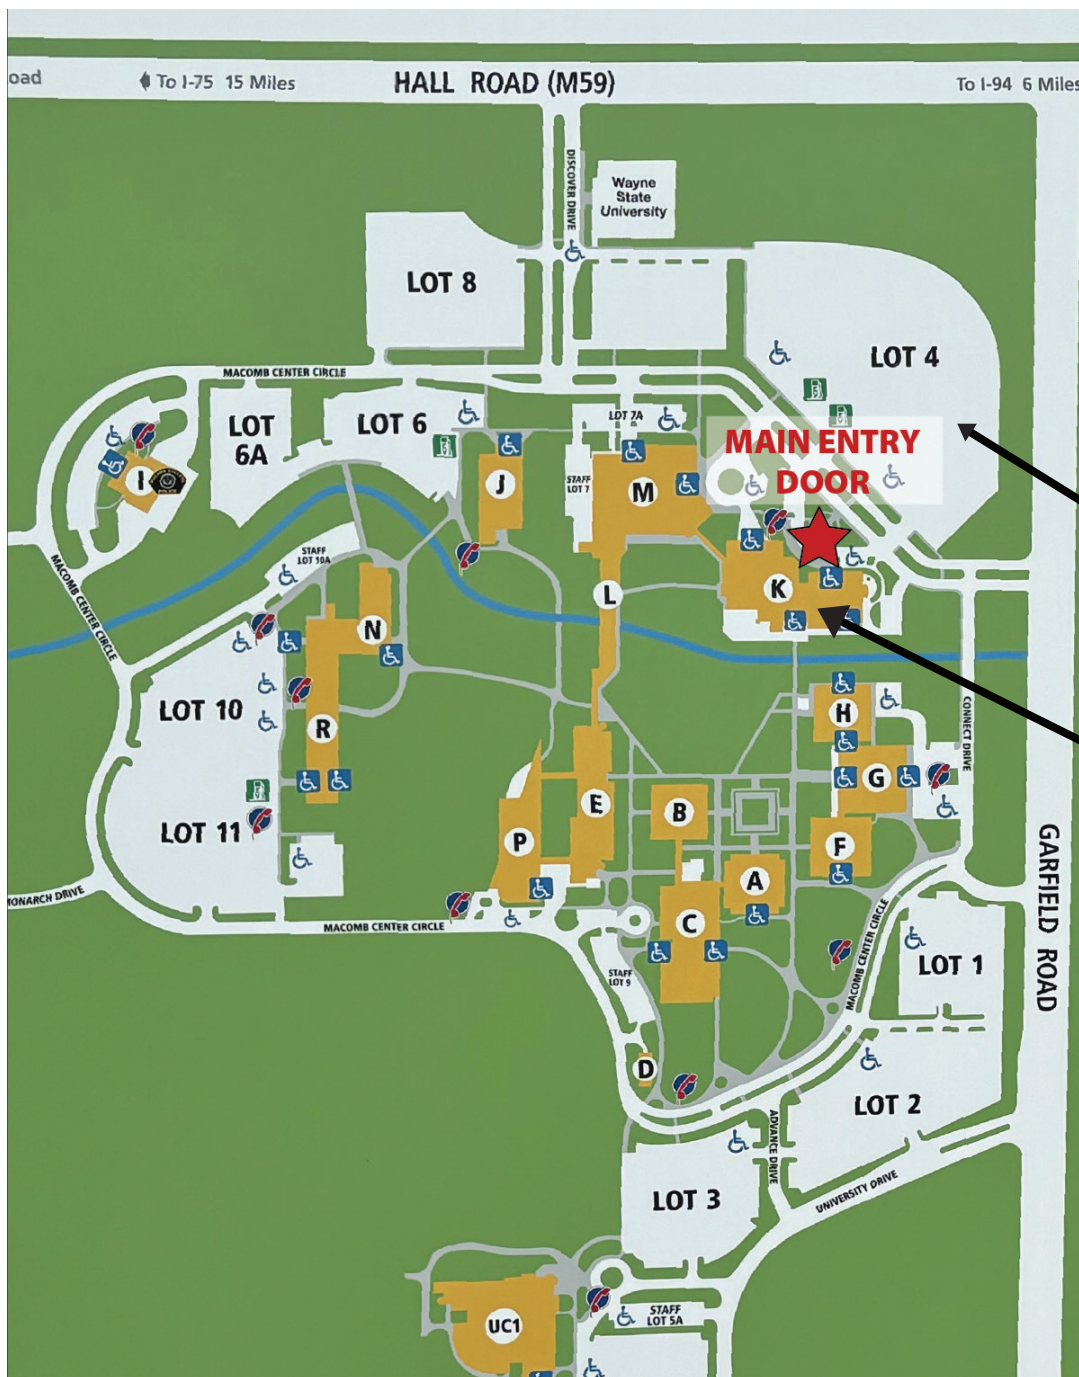 oad
To I-75 15 Miles
HALL ROAD (M59)
To I-94 6 Miles
DISCOVER DRIVE
Wayne
State
University
LOT 8
LOT 4
MACOMB CENTER CIRCLE
LOT
6A
LOT 6
LOT 7A
MAIN ENTRY
DOOR
I
J
STAFF
LOT 7
M
STAFF
LOT 10A
MACOMB CENTER CIRCLE
L
K
N
LOT 10
R
H
CONNECT DRIVE
G
E
B
LOT 11
P
F
A
GARFIELD ROAD
MONARCH DRIVE
MACOMB CENTER CIRCLE
C
MACOMB CENTER CIRCLE
LOT 1
STAFF
LOT 9
D
LOT 2
ADVANCE DRIVE
LOT 3
UNIVERSITY DRIVE
UC1
STAFF
LOT 5A